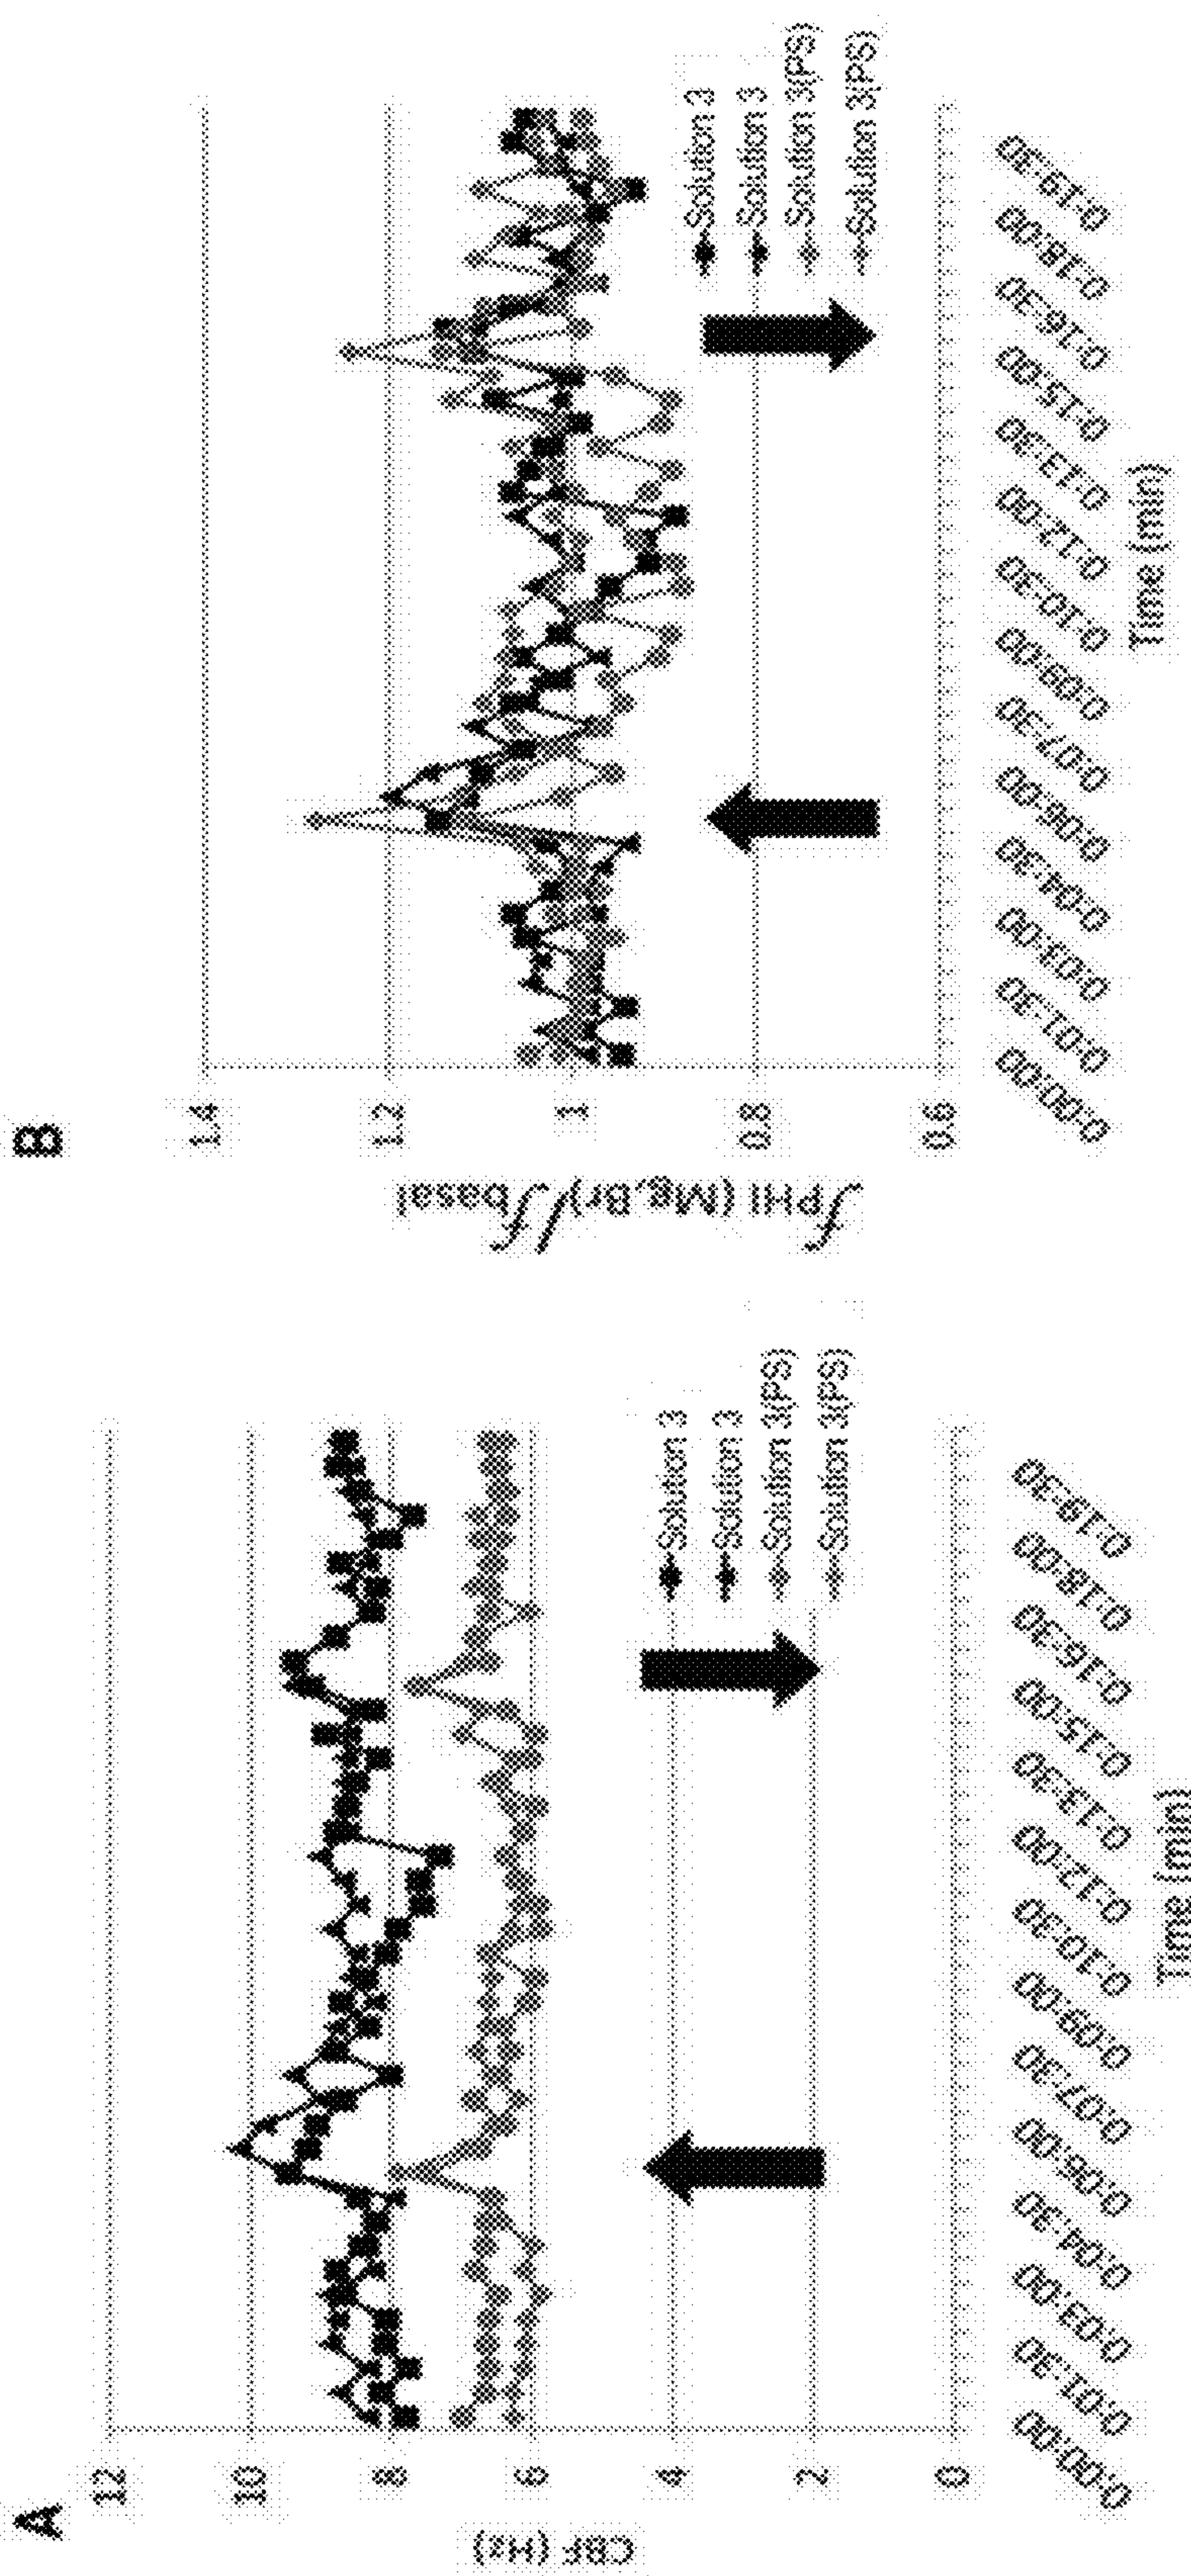 A
12
10
8
6
4
2
0
CBF (Hz)
Solution 3
Solution 3
Solution 3(PS)
Solution 3(PS)
0:00:00
0:01:30
0:03:00
0:04:30
0:06:00
0:07:30
0:09:00
0:10:30
0:12:00
0:13:30
0:15:00
0:16:30
0:18:00
0:19:30
Time (min)
B
1.4
1.2
1
0.8
0.6
fPHII (Mg,Br)/fbasal
Solution 3
Solution 3
Solution 3(PS)
Solution 3(PS)
0:00:00
0:01:30
0:03:00
0:04:30
0:06:00
0:07:30
0:09:00
0:10:30
0:12:00
0:13:30
0:15:00
0:16:30
0:18:00
0:19:30
Time (min)